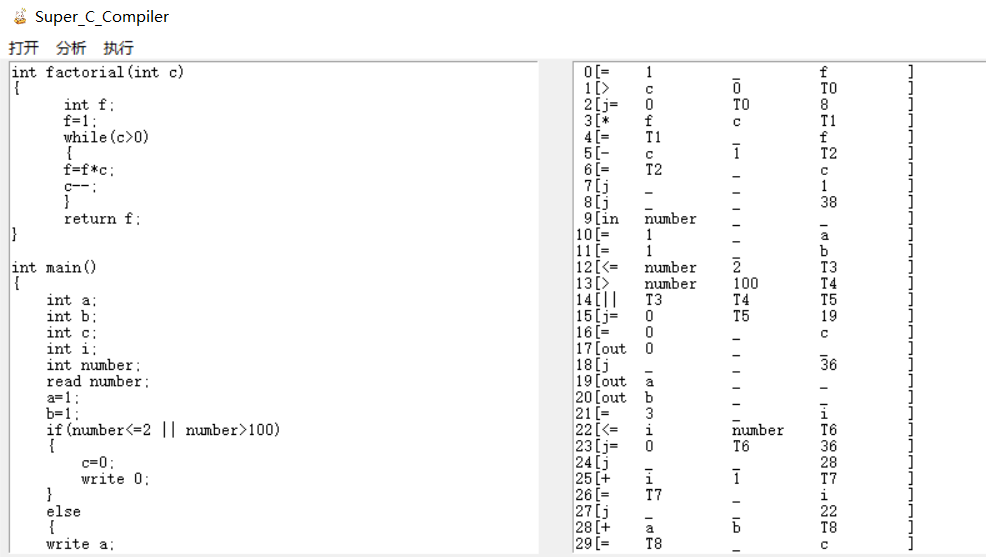 Super_C_Compiler
打开 分析 执行
int factorial(int c)
{
int f;
f=1;
while(c>0)
{
f=f*c;
c--;
}
return f;
}
int main()
{
int a;
int b;
int c;
int i;
int number;
read number;
a=1;
b=1;
if(number<=2 || number>100)
{
c=0;
write 0;
}
else
{
write a;
0[= 1 _ f ]
1[> c 0 T0 ]
2[j= 0 T0 8 ]
3[* f c T1 ]
4[= T1 _ f ]
5[- c 1 T2 ]
6[= T2 _ c ]
7[j _ _ 1 ]
8[j _ _ 38 ]
9[in number _ _ ]
10[= 1 _ a ]
11[= 1 _ b ]
12[<= number 2 T3 ]
13[> number 100 T4 ]
14[|| T3 T4 T5 ]
15[j= 0 T5 19 ]
16[= 0 _ c ]
17[out 0 _ _ ]
18[j _ _ 36 ]
19[out a _ _ ]
20[out b _ _ ]
21[= 3 _ i ]
22[<= i number T6 ]
23[j= 0 T6 36 ]
24[j _ _ 28 ]
25[+ i 1 T7 ]
26[= T7 _ i ]
27[j _ _ 22 ]
28[+ a b T8 ]
29[= T8 _ c ]